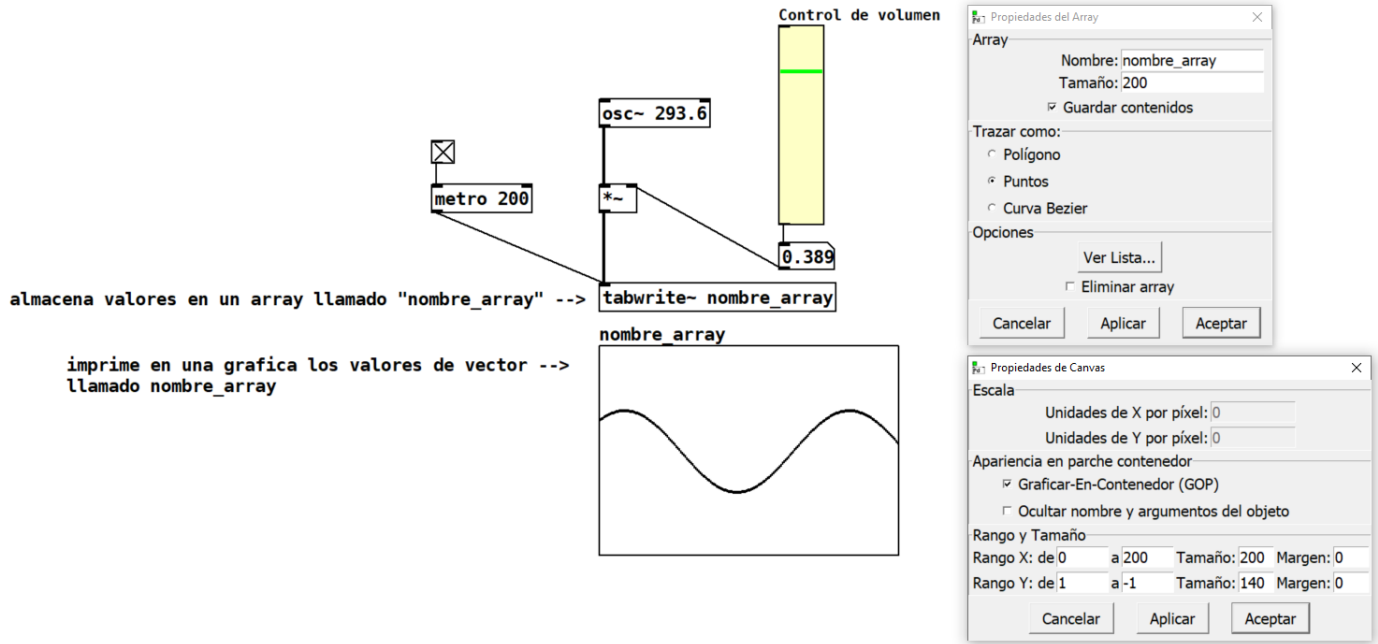 Control de volumen
osc~ 293.6
metro 200
*~
0.389
almacena valores en un array llamado "nombre_array" -->
tabwrite~ nombre_array
nombre_array
imprime en una grafica los valores de vector -->
llamado nombre_array
Propiedades del Array
Array
Nombre: nombre_array
Tamaño: 200
Guardar contenidos
Trazar como:
Polígono
Puntos
Curva Bezier
Opciones
Ver Lista...
Eliminar array
Cancelar Aplicar Aceptar
Propiedades de Canvas
Escala
Unidades de X por píxel: 0
Unidades de Y por píxel: 0
Apariencia en parche contenedor
Graficar-En-Contenedor (GOP)
Ocultar nombre y argumentos del objeto
Rango y Tamaño
Rango X: de 0 a 200 Tamaño: 200 Margen: 0
Rango Y: de 1 a -1 Tamaño: 140 Margen: 0
Cancelar Aplicar Aceptar